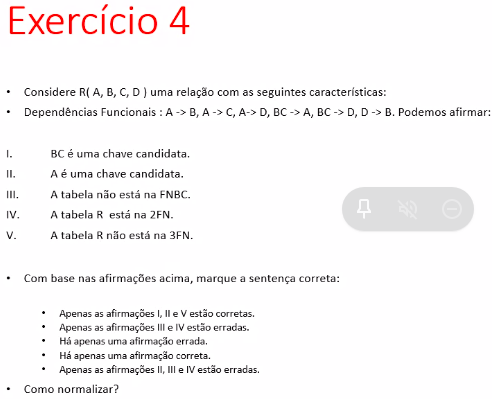 Exercício 4
• Considere R( A, B, C, D ) uma relação com as seguintes características:
• Dependências Funcionais : A -> B, A -> C, A-> D, BC -> A, BC -> D, D -> B. Podemos afirmar:
I. BC é uma chave candidata.
II. A é uma chave candidata.
III. A tabela não está na FNBC.
IV. A tabela R está na 2FN.
V. A tabela R não está na 3FN.
• Com base nas afirmações acima, marque a sentença correta:
• Apenas as afirmações I, II e V estão corretas.
• Apenas as afirmações III e IV estão erradas.
• Há apenas uma afirmação errada.
• Há apenas uma afirmação correta.
• Apenas as afirmações II, III e IV estão erradas.
• Como normalizar?